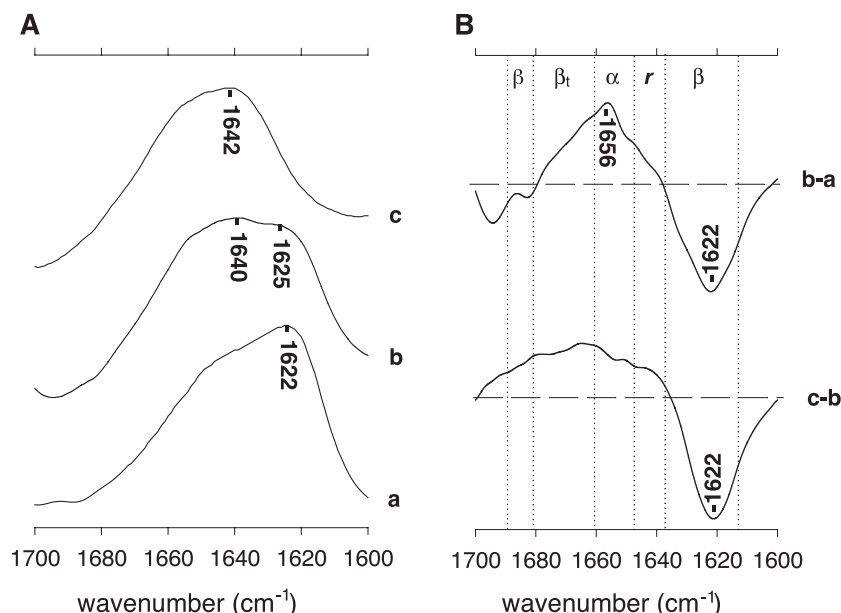 A
1642
c
1640
1625
b
1622
a
1700 1680 1660 1640 1620 1600
wavenumber (cm⁻¹)
B
β βt α r β
1656
b-a
1622
c-b
1622
1700 1680 1660 1640 1620 1600
wavenumber (cm⁻¹)